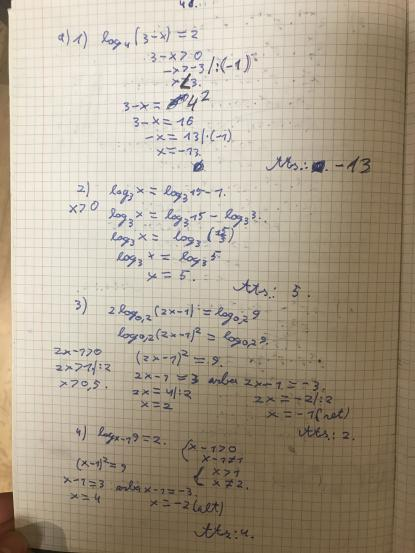 a) 1) log₄(3-x) = 2
3-x>0
-x>-3 /:(-1)
x<3.
3-x = 4²
3-x = 16
-x = 13 /:(-1)
x = -13
Ats.: -13
2) log₃x = log₃15 - 1.
x>0 log₃x = log₃15 - log₃3.
log₃x = log₃(15/3)
log₃x = log₃5
x = 5.
Ats.: 5.
3) 2log₀,₂(2x-1) = log₀,₂9
log₀,₂(2x-1)² = log₀,₂9.
2x-1>0 (2x-1)² = 9.
2x>1/:2 2x-1 = 3 arba 2x-1 = -3.
x>0,5. 2x = 4/:2 2x = -2/:2
x = 2 x = -1 (net)
Ats.: 2.
4) logₓ₋₁9 = 2. { x-1>0
x-1≠1
(x-1)² = 9 { x>1
x-1 = 3 arba x-1 = -3. x≠2.
x = 4 x = -2
Ats.: 4.